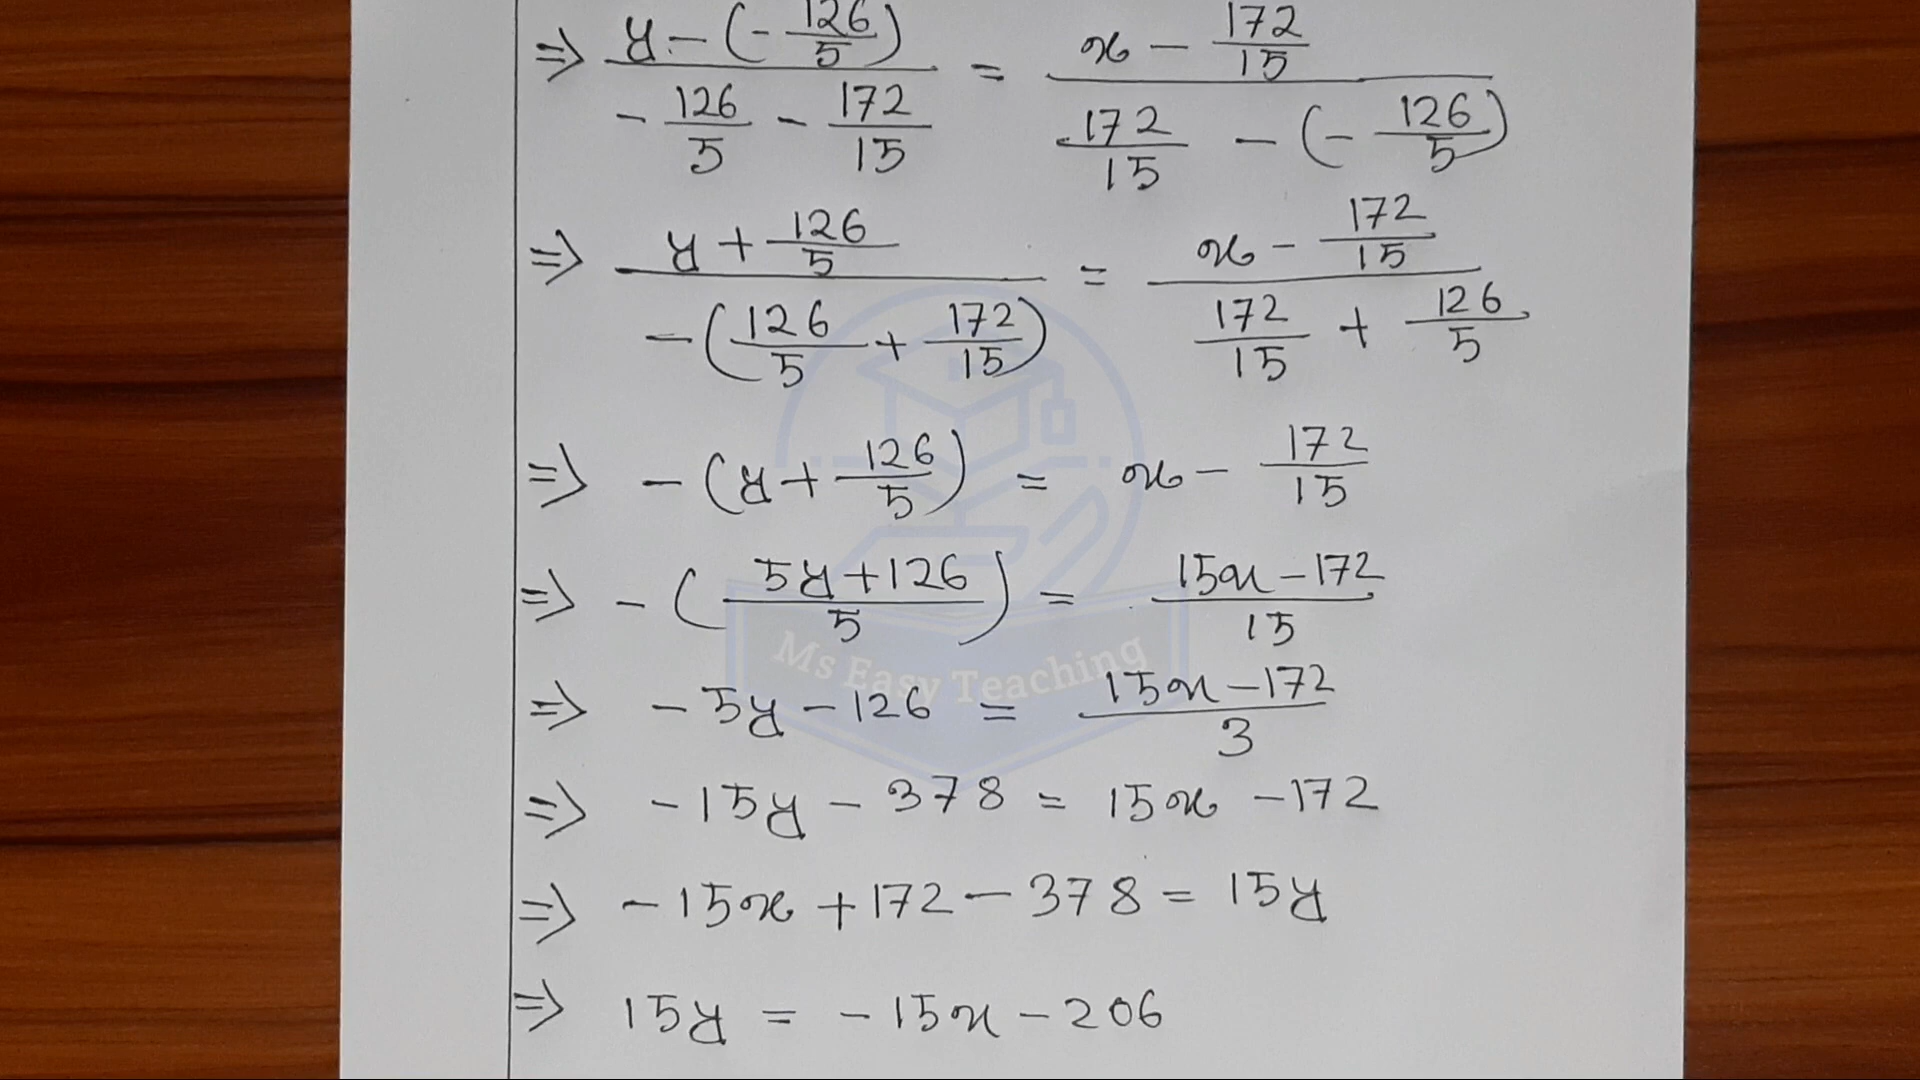 ⇒ (y - (-126/5)) / (-126/5 - 172/15) = (x - 172/15) / (172/15 - (-126/5))
⇒ (y + 126/5) / (-(126/5 + 172/15)) = (x - 172/15) / (172/15 + 126/5)
⇒ -(y + 126/5) = x - 172/15
⇒ -((5y+126)/5) = (15x-172)/15
Ms Easy Teaching
⇒ -5y - 126 = (15x-172)/3
⇒ -15y - 378 = 15x - 172
⇒ -15x + 172 - 378 = 15y
⇒ 15y = -15x - 206